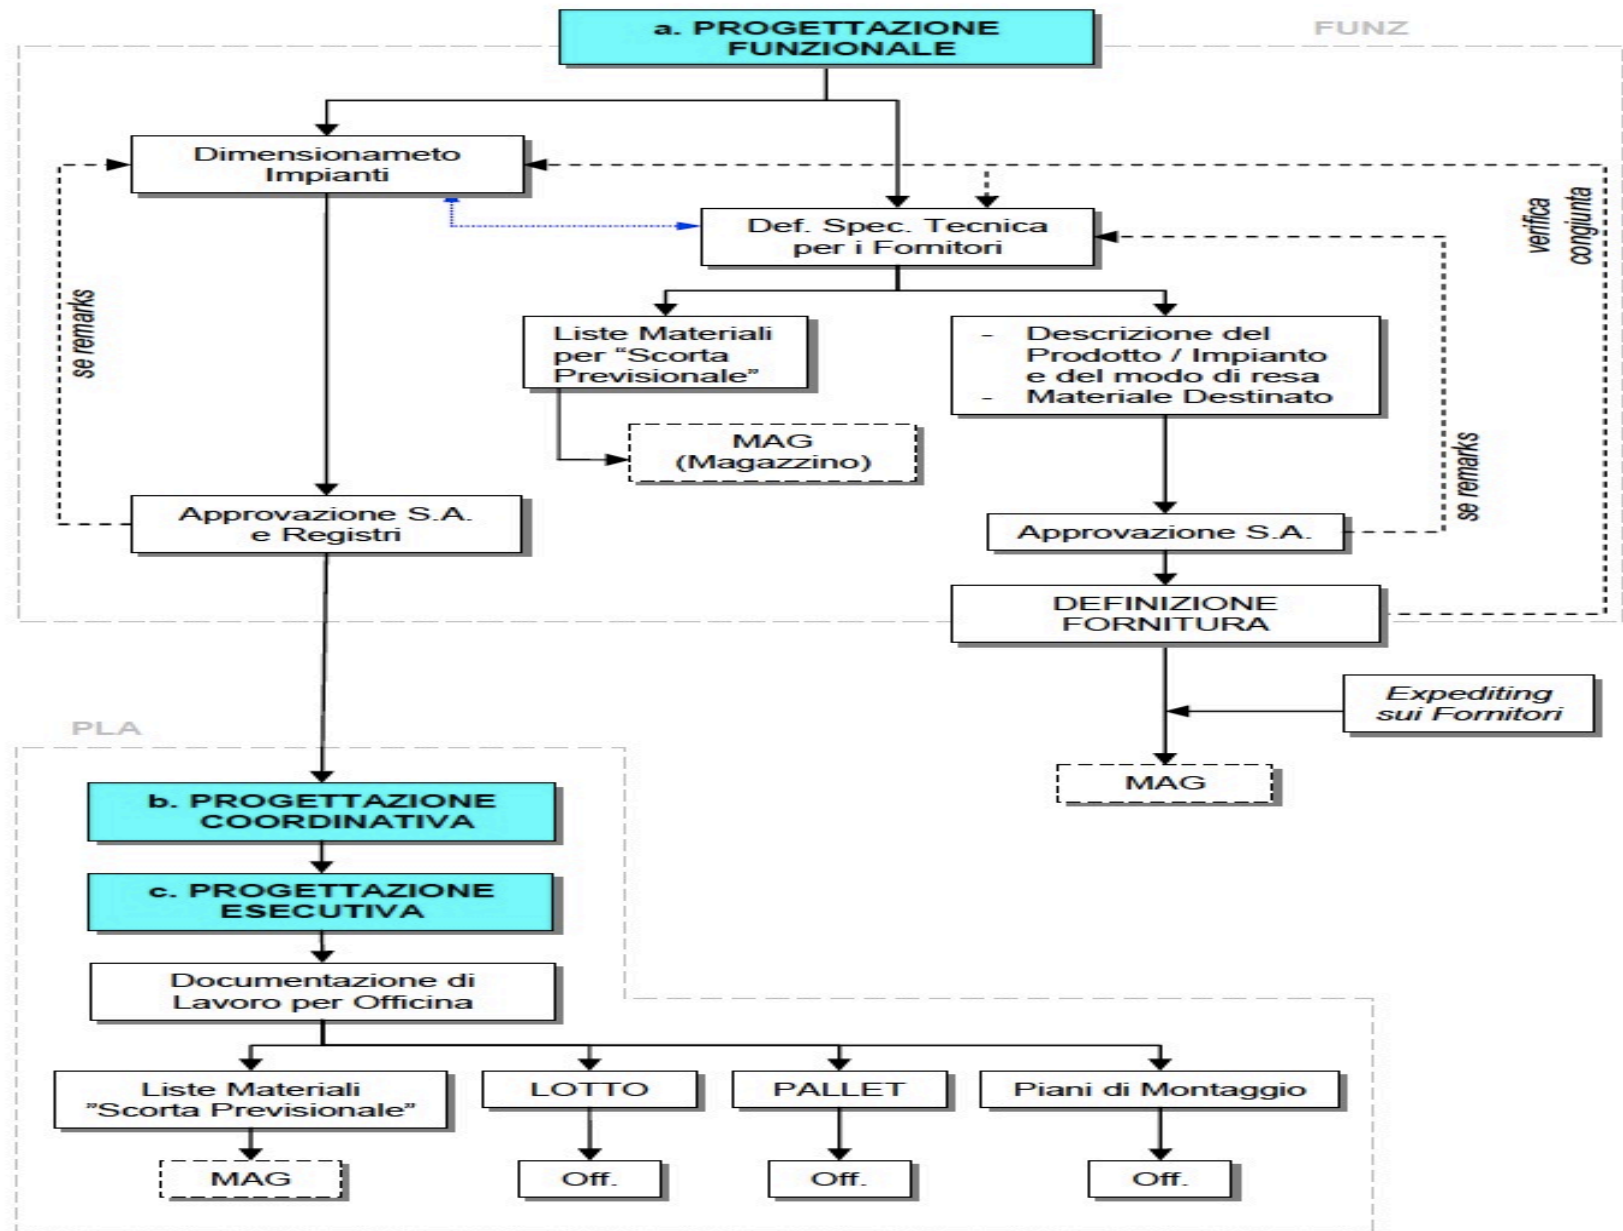 a. PROGETTAZIONE
FUNZIONALE
FUNZ
Dimensionameto
Impianti
Def. Spec. Tecnica
per i Fornitori
verifica
congiunta
se remarks
Liste Materiali
per “Scorta
Previsionale”
- Descrizione del
Prodotto / Impianto
e del modo di resa
- Materiale Destinato
MAG
(Magazzino)
se remarks
Approvazione S.A.
e Registri
Approvazione S.A.
DEFINIZIONE
FORNITURA
Expediting
sui Fornitori
PLA
MAG
b. PROGETTAZIONE
COORDINATIVA
c. PROGETTAZIONE
ESECUTIVA
Documentazione di
Lavoro per Officina
Liste Materiali
”Scorta Previsionale”
LOTTO
PALLET
Piani di Montaggio
MAG
Off.
Off.
Off.